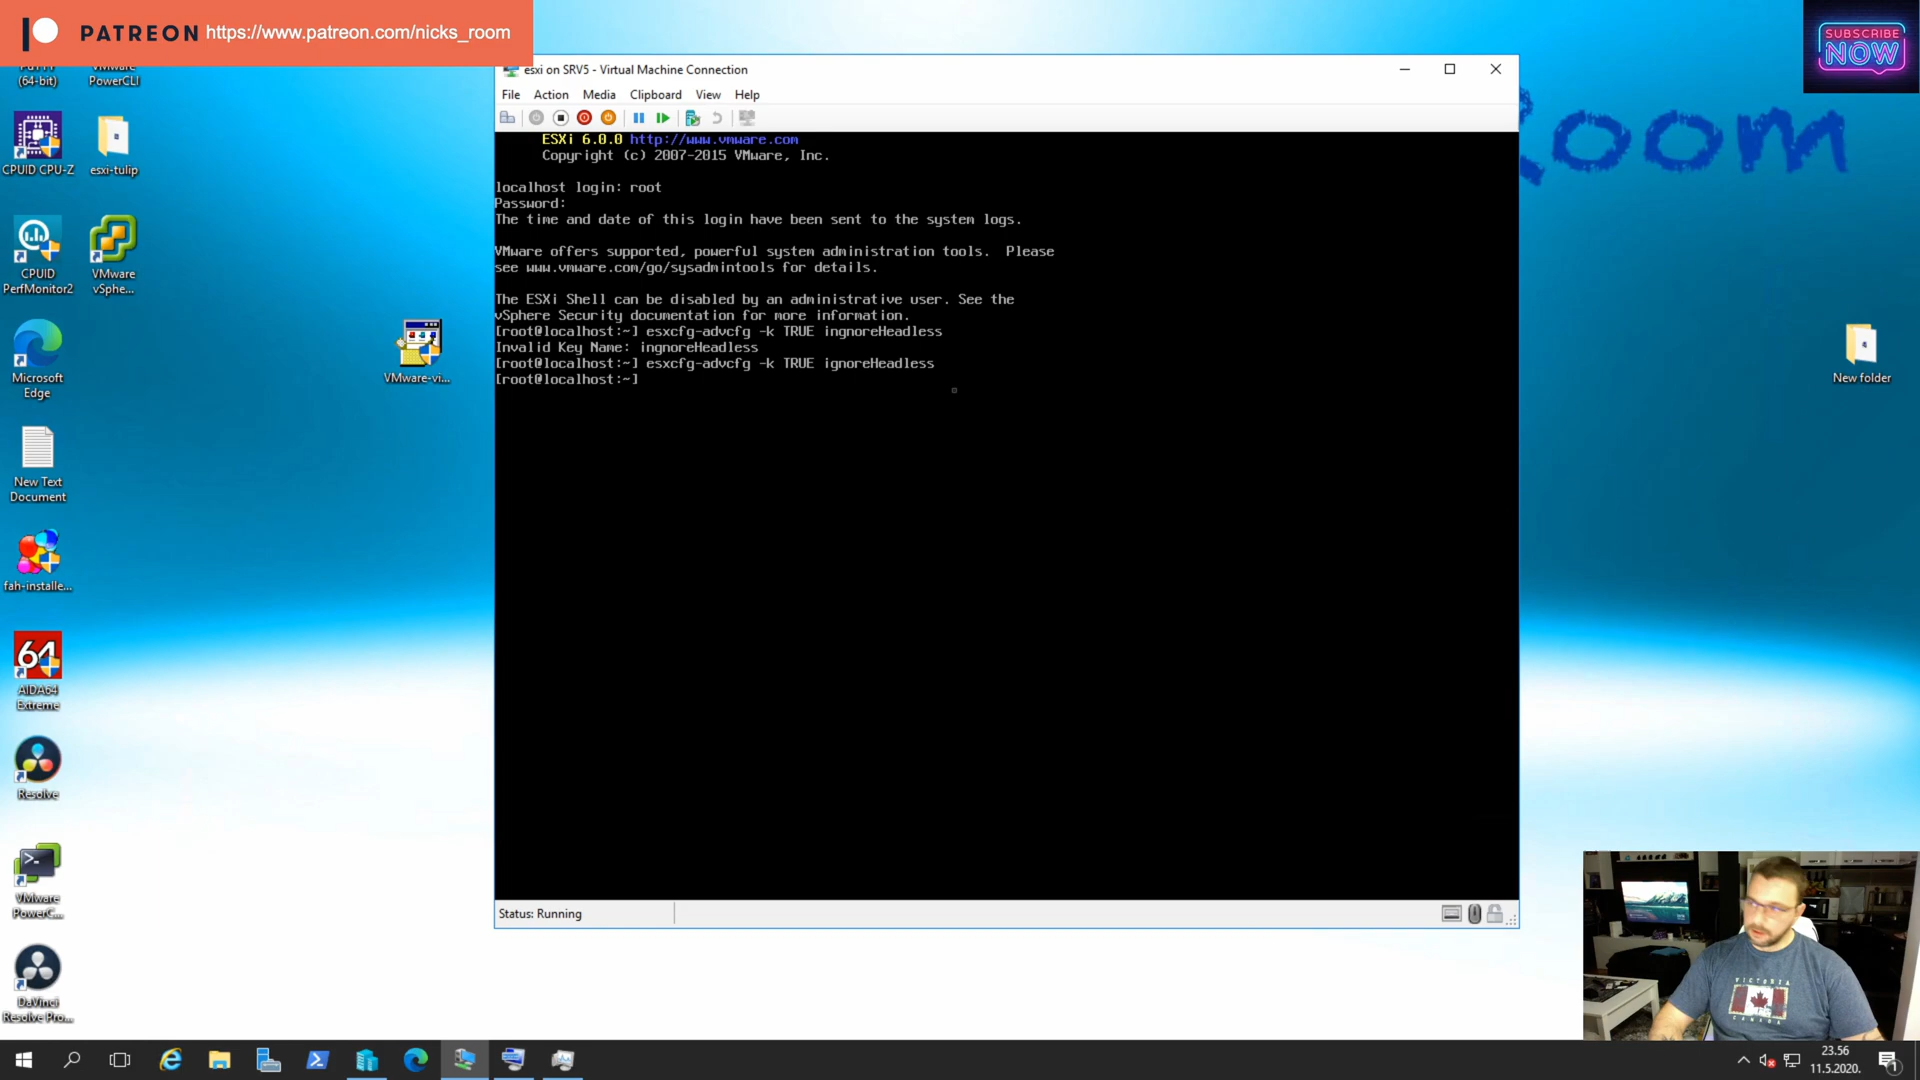 PATREON https://www.patreon.com/nicks_room
SUBSCRIBE
NOW
(64-bit)
PowerCLI
CPUID CPU-Z
esxi-tulip
CPUID
PerfMonitor2
VMware
vSphe...
Microsoft
Edge
VMware-vi...
New Text
Document
fah-installe...
64
AIDA64
Extreme
Resolve
VMware
PowerC...
DaVinci
Resolve Pro...
Room
New folder
esxi on SRV5 - Virtual Machine Connection
File Action Media Clipboard View Help
ESXi 6.0.0 http://www.vmware.com
Copyright (c) 2007-2015 VMware, Inc.
localhost login: root
Password:
The time and date of this login have been sent to the system logs.
VMware offers supported, powerful system administration tools. Please
see www.vmware.com/go/sysadmintools for details.
The ESXi Shell can be disabled by an administrative user. See the
vSphere Security documentation for more information.
[root@localhost:~] esxcfg-advcfg -k TRUE ingnoreHeadless
Invalid Key Name: ingnoreHeadless
[root@localhost:~] esxcfg-advcfg -k TRUE ignoreHeadless
[root@localhost:~]
Status: Running
VICTORIA
CANADA
23.56
11.5.2020.
1